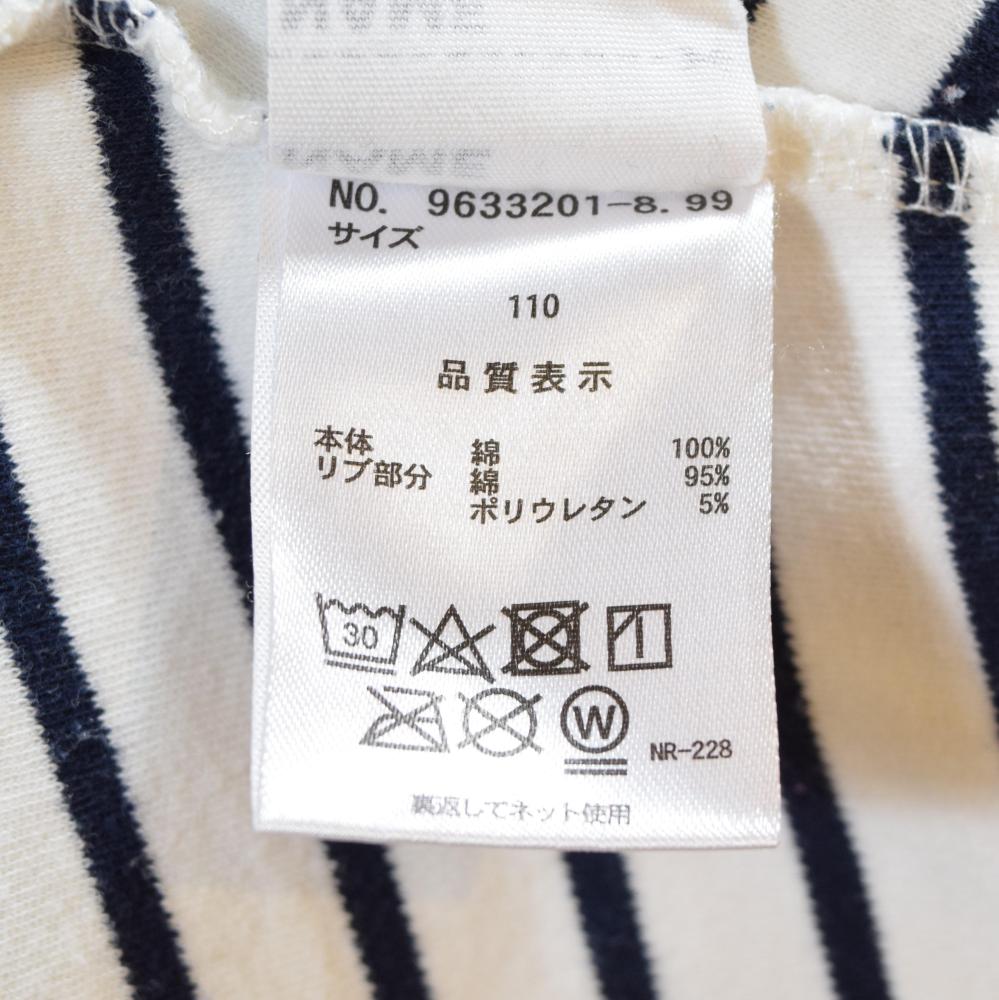 NO. 9633201-8. 99
サイズ
110
品質表示
本体 綿 100%
リブ部分 綿 95%
ポリウレタン 5%
30
W
NR-228
裏返してネット使用